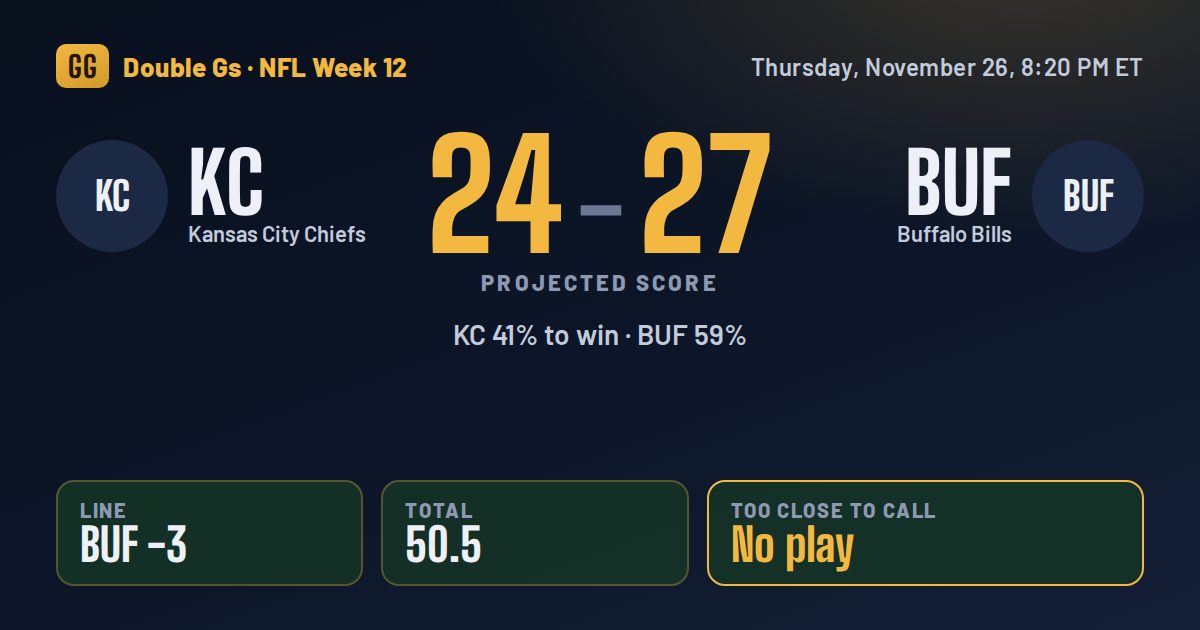 GG Double Gs · NFL Week 12
Thursday, November 26, 8:20 PM ET
KC
KC
Kansas City Chiefs
24 – 27
BUF
Buffalo Bills
BUF
PROJECTED SCORE
KC 41% to win · BUF 59%
LINE
BUF −3
TOTAL
50.5
TOO CLOSE TO CALL
No play